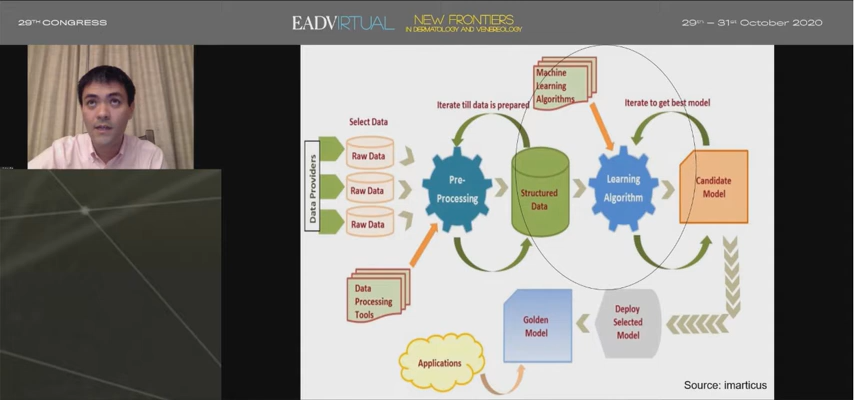 29TH CONGRESS
EADVIRTUAL
NEW FRONTIERS
IN DERMATOLOGY AND VENEREOLOGY
29th – 31st October 2020
Machine
Learning
Algorithms
Iterate till data is prepared
Iterate to get best model
Select Data
Data Providers
Raw Data
Raw Data
Raw Data
Pre-
Processing
Structured
Data
Learning
Algorithm
Candidate
Model
Data
Processing
Tools
Golden
Model
Deploy
Selected
Model
Applications
Source: imarticus